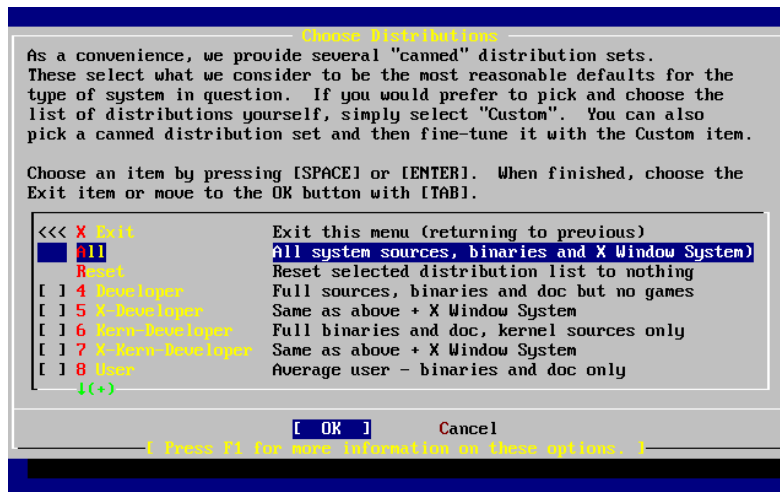 Choose Distributions
As a convenience, we provide several "canned" distribution sets.
These select what we consider to be the most reasonable defaults for the
type of system in question.  If you would prefer to pick and choose the
list of distributions yourself, simply select "Custom".  You can also
pick a canned distribution set and then fine-tune it with the Custom item.
Choose an item by pressing [SPACE] or [ENTER].  When finished, choose the
Exit item or move to the OK button with [TAB].
<<< X Exit Exit this menu (returning to previous)
All All system sources, binaries and X Window System)
Reset Reset selected distribution list to nothing
[ ] 4 Developer Full sources, binaries and doc but no games
[ ] 5 X-Developer Same as above + X Window System
[ ] 6 Kern-Developer Full binaries and doc, kernel sources only
[ ] 7 X-Kern-Developer Same as above + X Window System
[ ] 8 User Average user - binaries and doc only
↓(+)
[ OK ] Cancel
[ Press F1 for more information on these options. ]